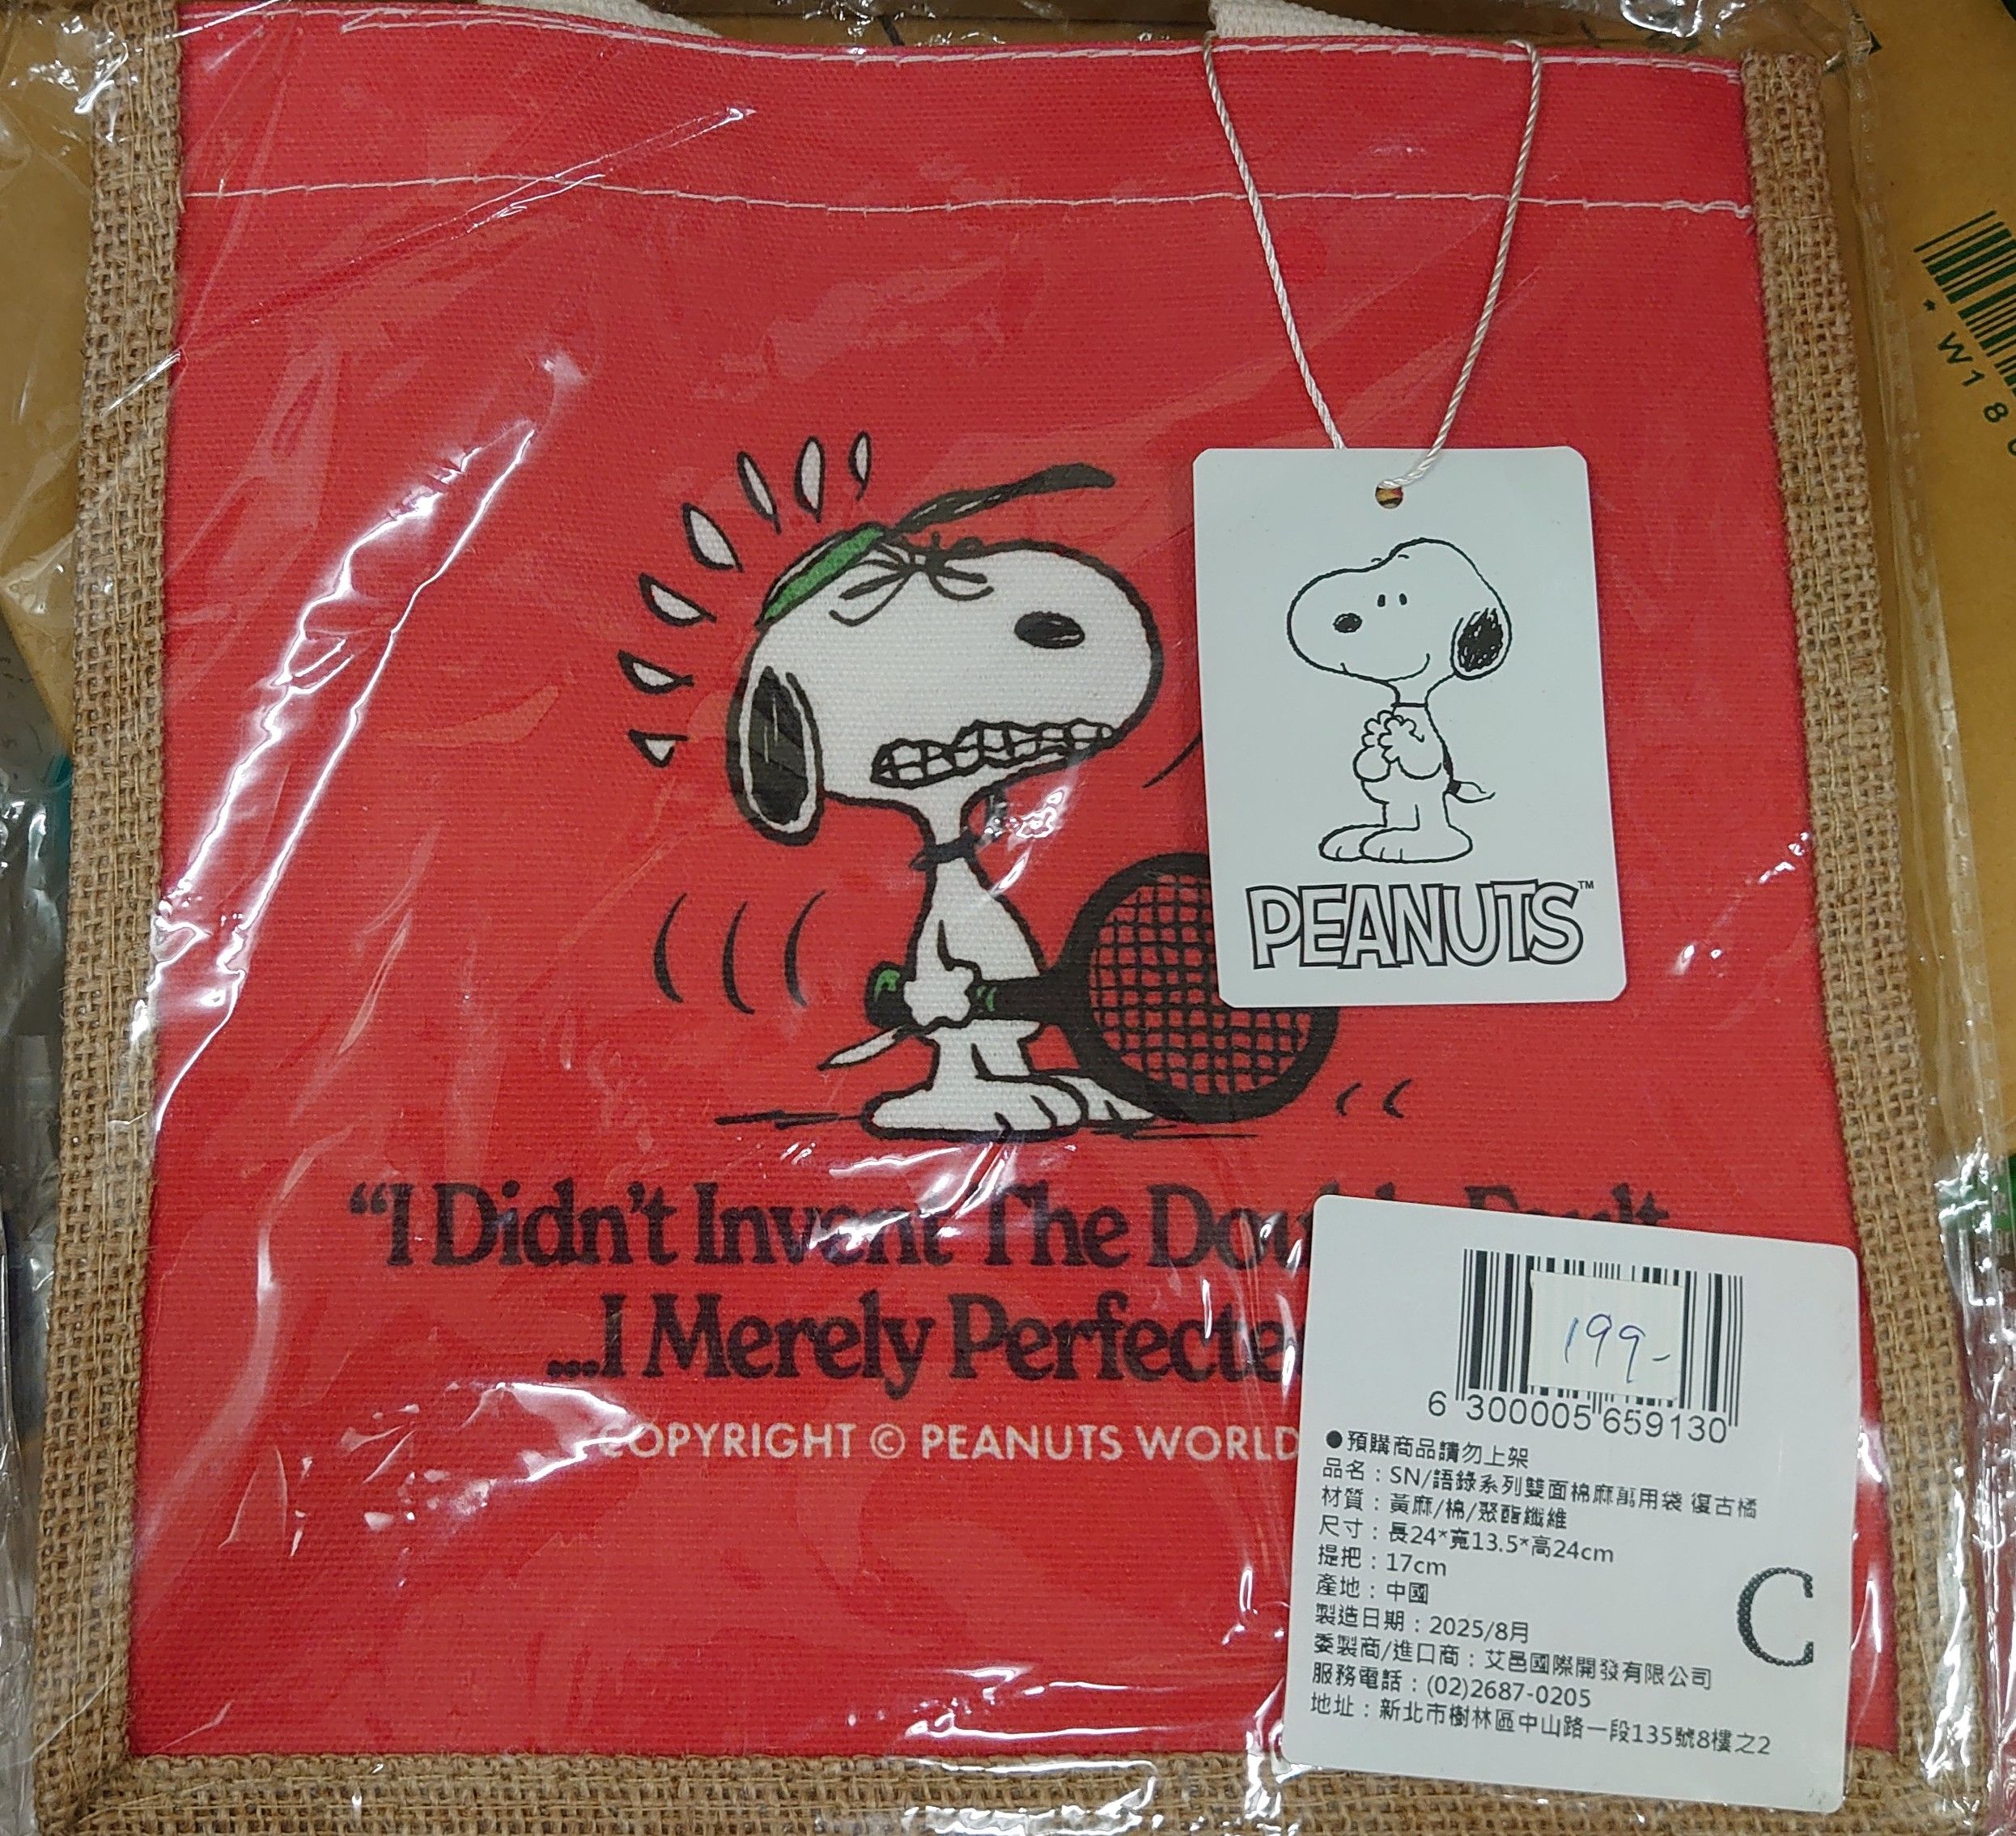 * W18
PEANUTS™
“I Didn't Invent The Double Fault
...I Merely Perfecte
COPYRIGHT © PEANUTS WORLD
199-
6 300005 659130
●預購商品請勿上架
品名：SN/語錄系列雙面棉麻萬用袋 復古橘
材質：黃麻/棉/聚酯纖維
尺寸：長24*寬13.5*高24cm
提把：17cm
產地：中國
製造日期：2025/8月
委製商/進口商：艾邑國際開發有限公司
服務電話：(02)2687-0205
地址：新北市樹林區中山路一段135號8樓之2
C